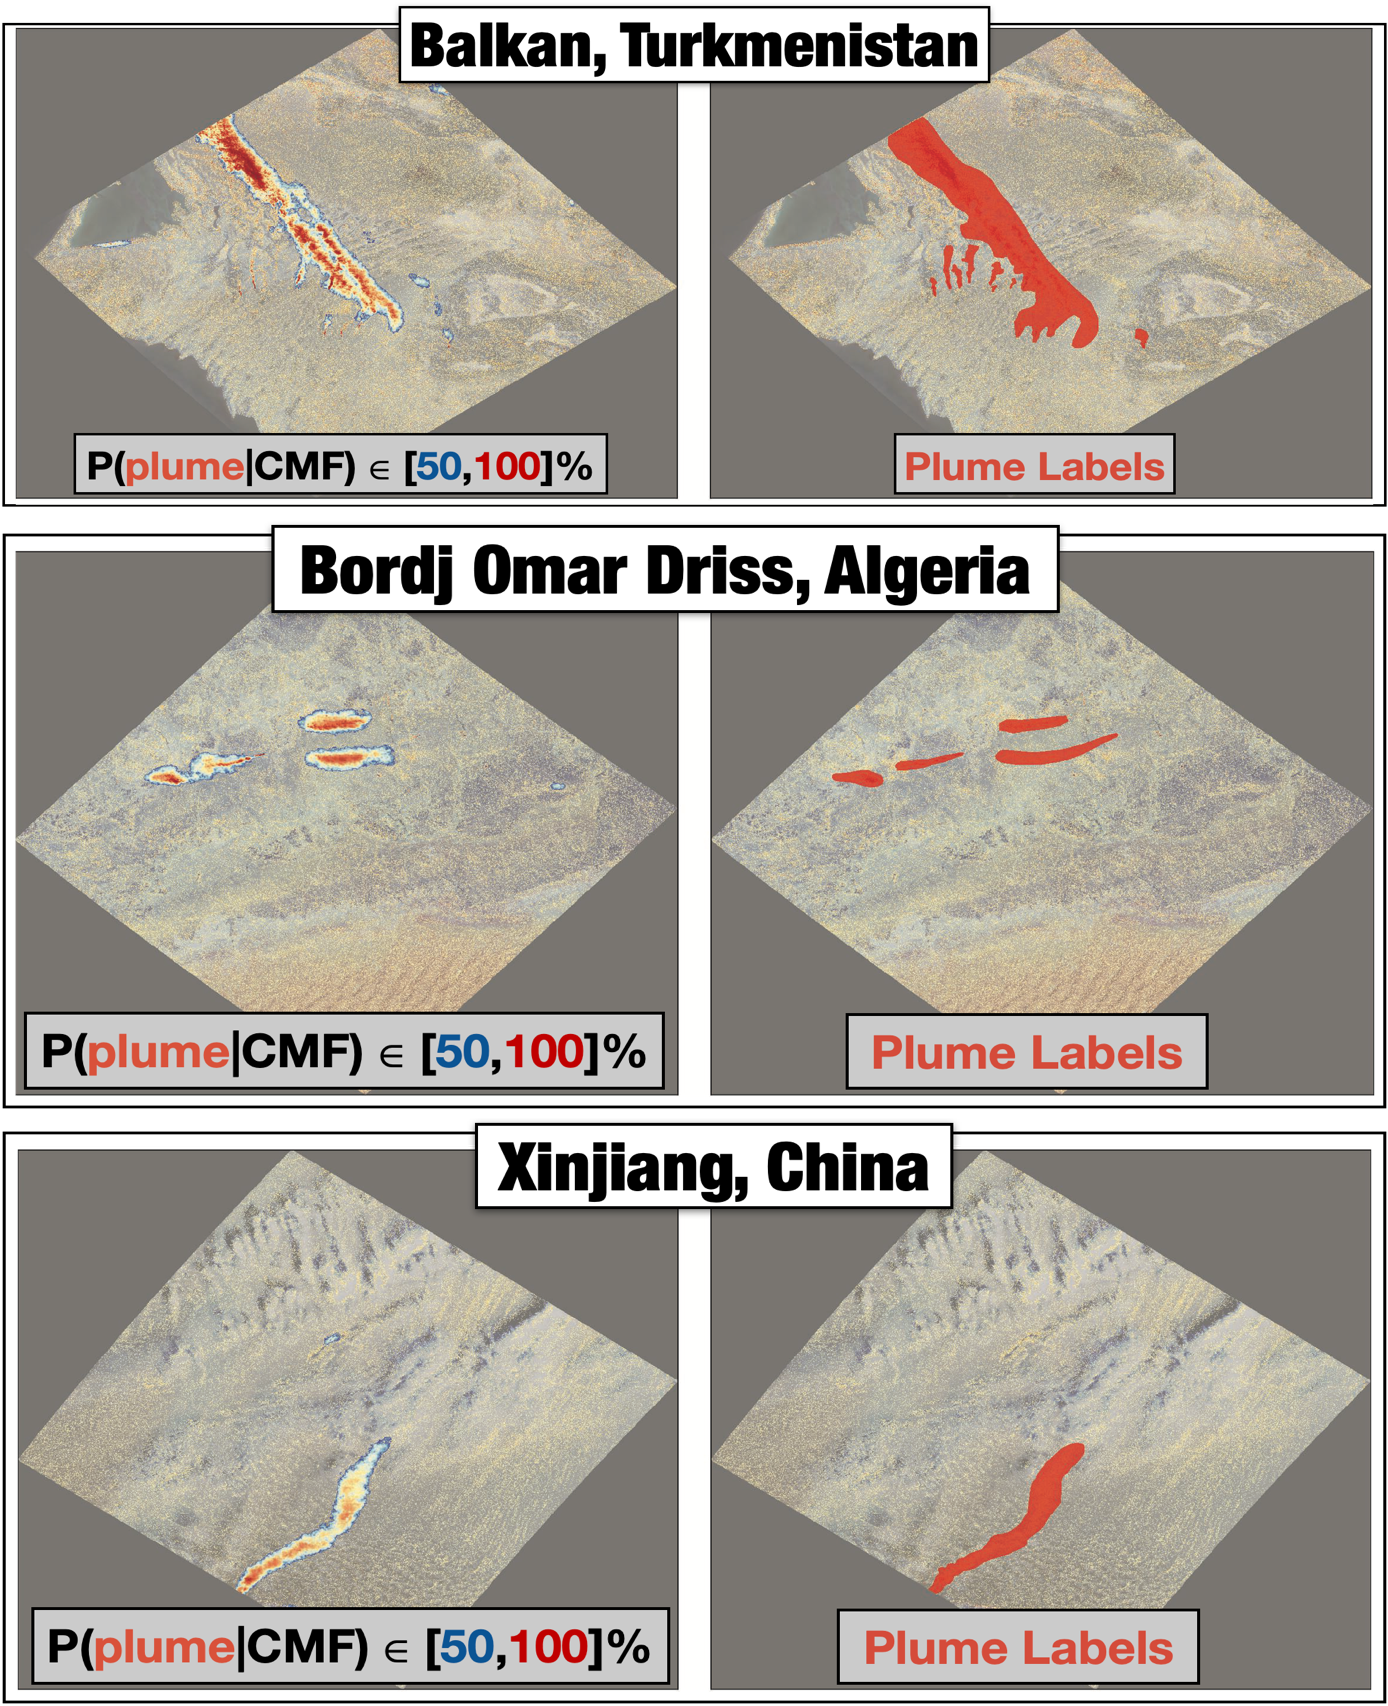 Balkan, Turkmenistan
P(plume|CMF) ∈ [50,100]%
Plume Labels
Bordj Omar Driss, Algeria
P(plume|CMF) ∈ [50,100]%
Plume Labels
Xinjiang, China
P(plume|CMF) ∈ [50,100]%
Plume Labels